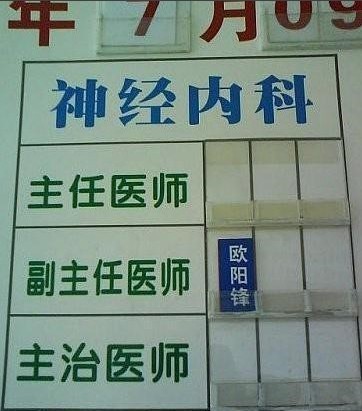 年 7 月 09
神经内科
主任医师
副主任医师
欧阳锋
主治医师